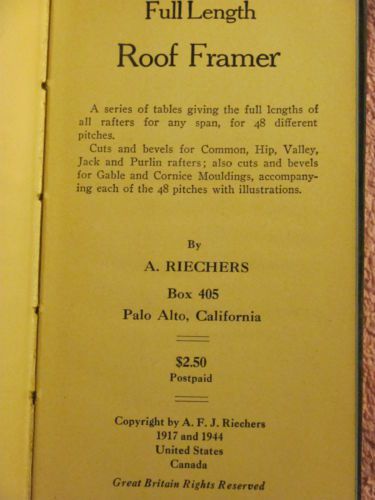 Full Length
Roof Framer
A series of tables giving the full lengths of
all rafters for any span, for 48 different
pitches.
Cuts and bevels for Common, Hip, Valley,
Jack and Purlin rafters; also cuts and bevels
for Gable and Cornice Mouldings, accompany-
ing each of the 48 pitches with illustrations.
By
A. RIECHERS
Box 405
Palo Alto, California
$2.50
Postpaid
Copyright by A. F. J. Riechers
1917 and 1944
United States
Canada
Great Britain Rights Reserved